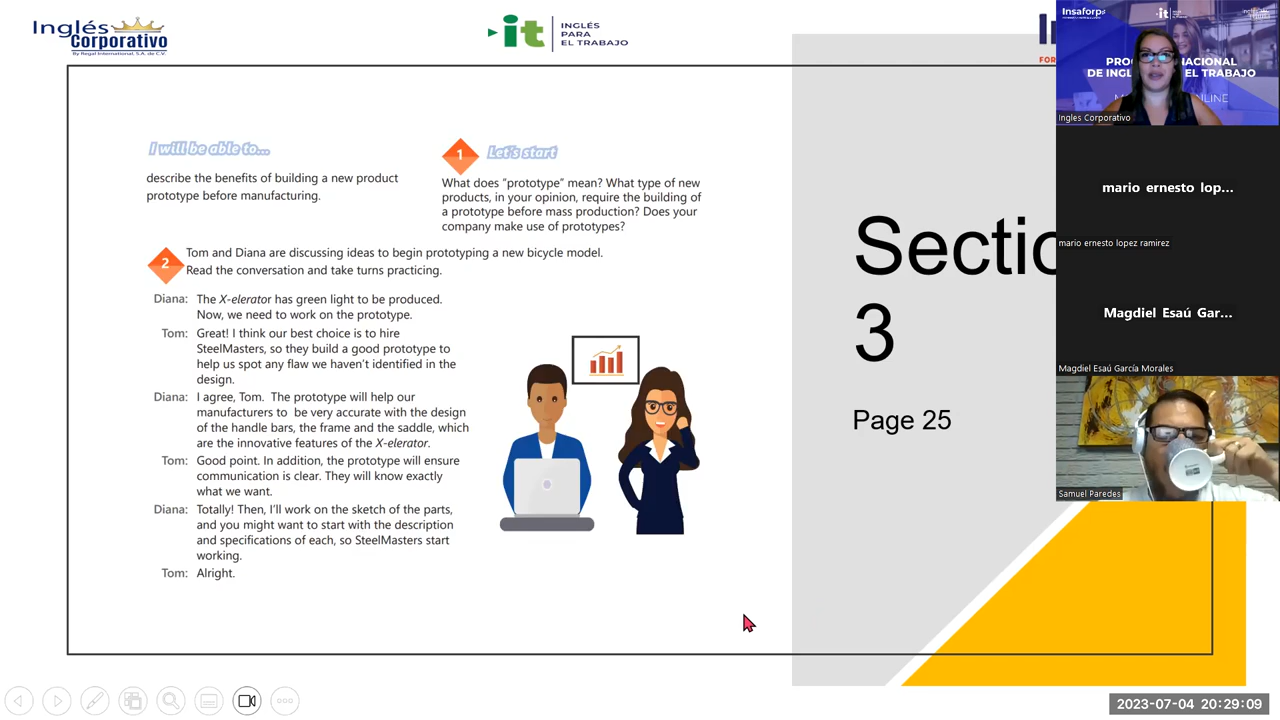 Inglés
Corporativo
By Regal International, S.A. de C.V.
it
INGLÉS
PARA
EL TRABAJO
I will be able to...
describe the benefits of building a new product
prototype before manufacturing.
1
Let's start
What does “prototype” mean? What type of new
products, in your opinion, require the building of
a prototype before mass production? Does your
company make use of prototypes?
2
Tom and Diana are discussing ideas to begin prototyping a new bicycle model.
Read the conversation and take turns practicing.
Diana: The X-elerator has green light to be produced.
Now, we need to work on the prototype.
Tom: Great! I think our best choice is to hire
SteelMasters, so they build a good prototype to
help us spot any flaw we haven’t identified in the
design.
Diana: I agree, Tom. The prototype will help our
manufacturers to be very accurate with the design
of the handle bars, the frame and the saddle, which
are the innovative features of the X-elerator.
Tom: Good point. In addition, the prototype will ensure
communication is clear. They will know exactly
what we want.
Diana: Totally! Then, I’ll work on the sketch of the parts,
and you might want to start with the description
and specifications of each, so SteelMasters start
working.
Tom: Alright.
Sectio
3
Page 25
FOR
Insaforp
it
PRO NACIONAL
DE INGL EL TRABAJO
LINE
Ingles Corporativo
mario ernesto lop...
mario ernesto lopez ramirez
Magdiel Esaú Gar...
Magdiel Esaú García Morales
Samuel Paredes
2023-07-04 20:29:09